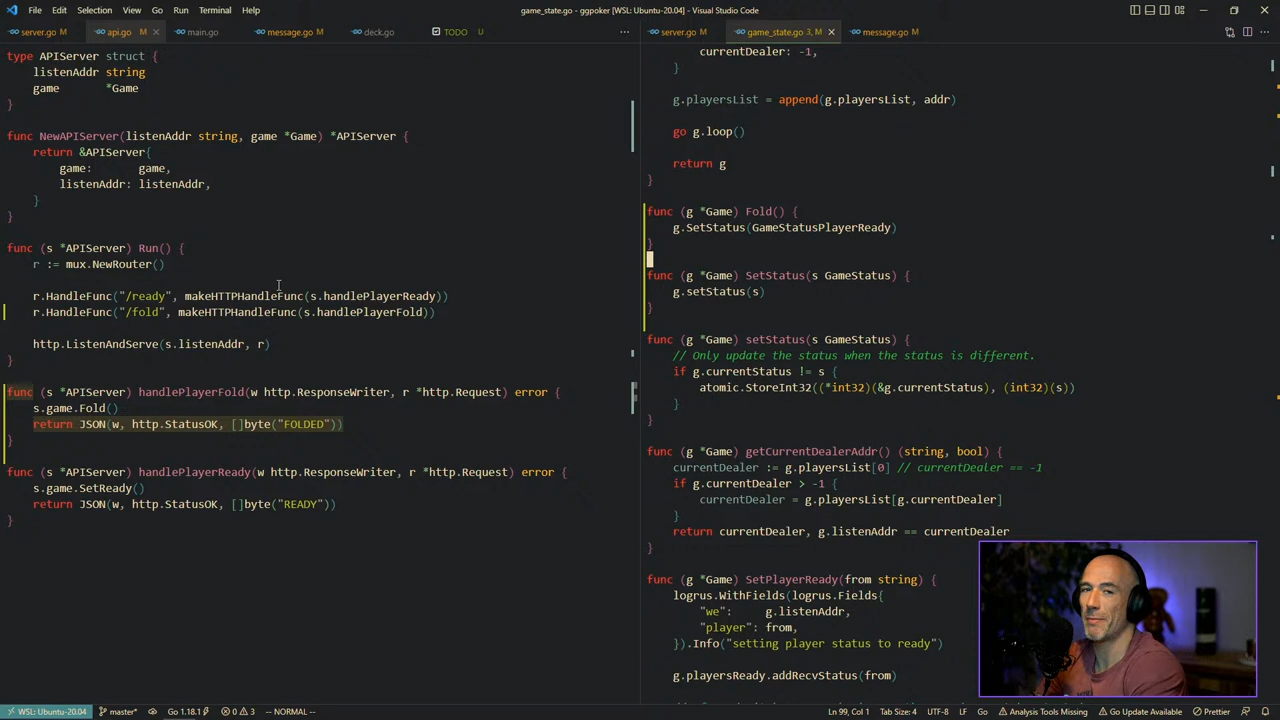 File Edit Selection View Go Run Terminal Help
game_state.go - ggpoker [WSL: Ubuntu-20.04] - Visual Studio Code
server.go M api.go M main.go message.go M deck.go TODO U
type APIServer struct {
listenAddr string
game *Game
}
func NewAPIServer(listenAddr string, game *Game) *APIServer {
return &APIServer{
game: game,
listenAddr: listenAddr,
}
}
func (s *APIServer) Run() {
r := mux.NewRouter()
r.HandleFunc("/ready", makeHTTPHandleFunc(s.handlePlayerReady))
r.HandleFunc("/fold", makeHTTPHandleFunc(s.handlePlayerFold))
http.ListenAndServe(s.listenAddr, r)
}
func (s *APIServer) handlePlayerFold(w http.ResponseWriter, r *http.Request) error {
s.game.Fold()
return JSON(w, http.StatusOK, []byte("FOLDED"))
}
func (s *APIServer) handlePlayerReady(w http.ResponseWriter, r *http.Request) error {
s.game.SetReady()
return JSON(w, http.StatusOK, []byte("READY"))
}
server.go M game_state.go 3, M message.go M
currentDealer: -1,
}
g.playersList = append(g.playersList, addr)
go g.loop()
return g
}
func (g *Game) Fold() {
g.SetStatus(GameStatusPlayerReady)
}
func (g *Game) SetStatus(s GameStatus) {
g.setStatus(s)
}
func (g *Game) setStatus(s GameStatus) {
// Only update the status when the status is different.
if g.currentStatus != s {
atomic.StoreInt32((*int32)(&g.currentStatus), (int32)(s))
}
}
func (g *Game) getCurrentDealerAddr() (string, bool) {
currentDealer := g.playersList[0] // currentDealer == -1
if g.currentDealer > -1 {
currentDealer = g.playersList[g.currentDealer]
}
return currentDealer, g.listenAddr == currentDealer
}
func (g *Game) SetPlayerReady(from string) {
logrus.WithFields(logrus.Fields{
"we": g.listenAddr,
"player": from,
}).Info("setting player status to ready")
g.playersReady.addRecvStatus(from)
WSL: Ubuntu-20.04 master* Go 1.18.1 0 3 -- NORMAL -- Ln 99, Col 1 Tab Size: 4 UTF-8 LF Go Analysis Tools Missing Go Update Available Prettier